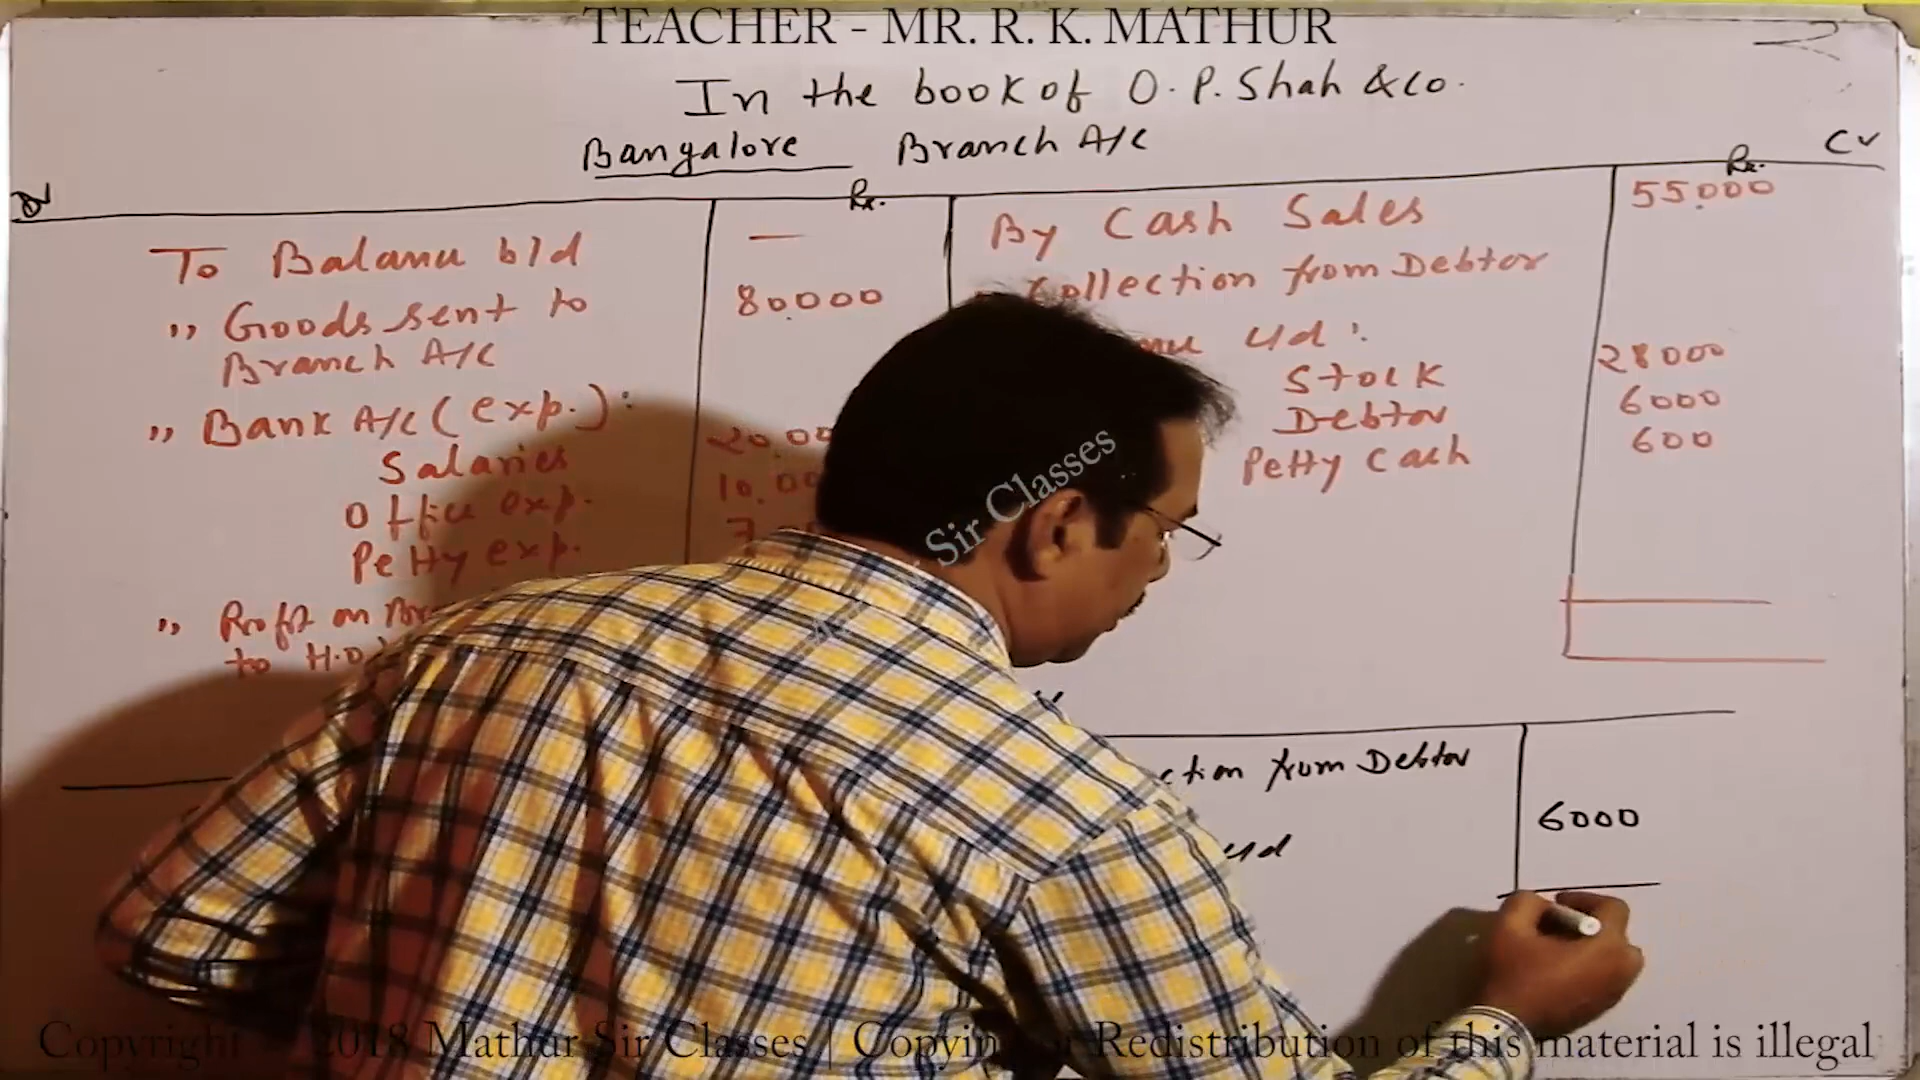 TEACHER - MR. R. K. MATHUR
In the book of O. P. Shah & Co.
Bangalore Branch A/C
Dr
Cr
Rs.
Rs.
To Balance b/d —
,, Goods sent to 80,000
Branch A/C
,, Bank A/C (exp.):
Salaries 20,00
Office exp. 10,00
Petty exp. 7
,, Profit on
to H.O.
By Cash Sales 55,000
Collection from Debtor
c/d:
Stock 28000
Debtor 6000
Petty Cash 600
ction from Debtor
c/d 6000
Sir Classes
Copyright 2018 Mathur Sir Classes | Copying Redistribution of this material is illegal